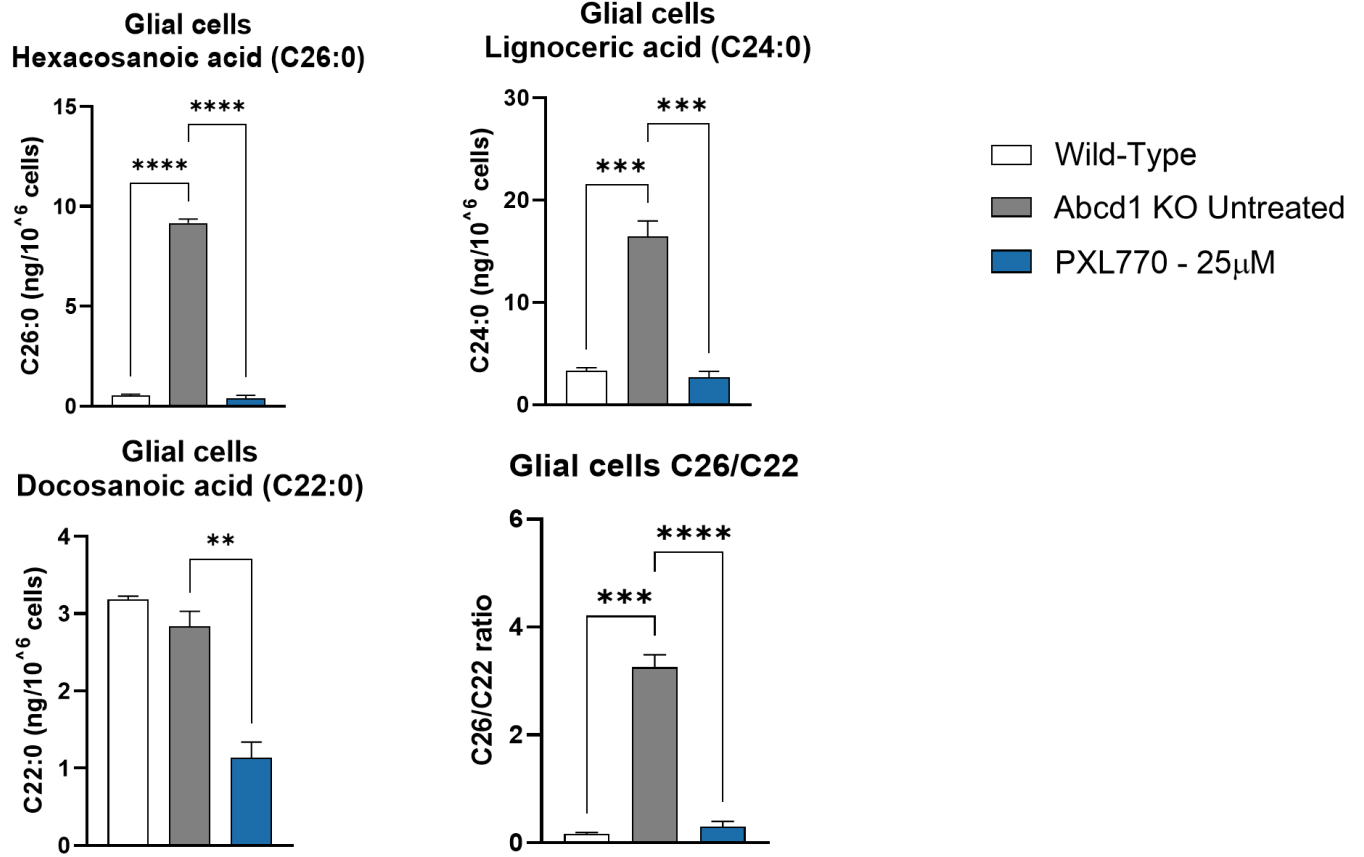 Glial cells
Hexacosanoic acid (C26:0)
C26:0 (ng/10^6 cells)
15
10
5
0
****
****
Glial cells
Lignoceric acid (C24:0)
C24:0 (ng/10^6 cells)
30
20
10
0
***
***
Wild-Type
Abcd1 KO Untreated
PXL770 - 25μM
Glial cells
Docosanoic acid (C22:0)
C22:0 (ng/10^6 cells)
4
3
2
1
0
**
Glial cells C26/C22
C26/C22 ratio
6
4
2
0
***
****